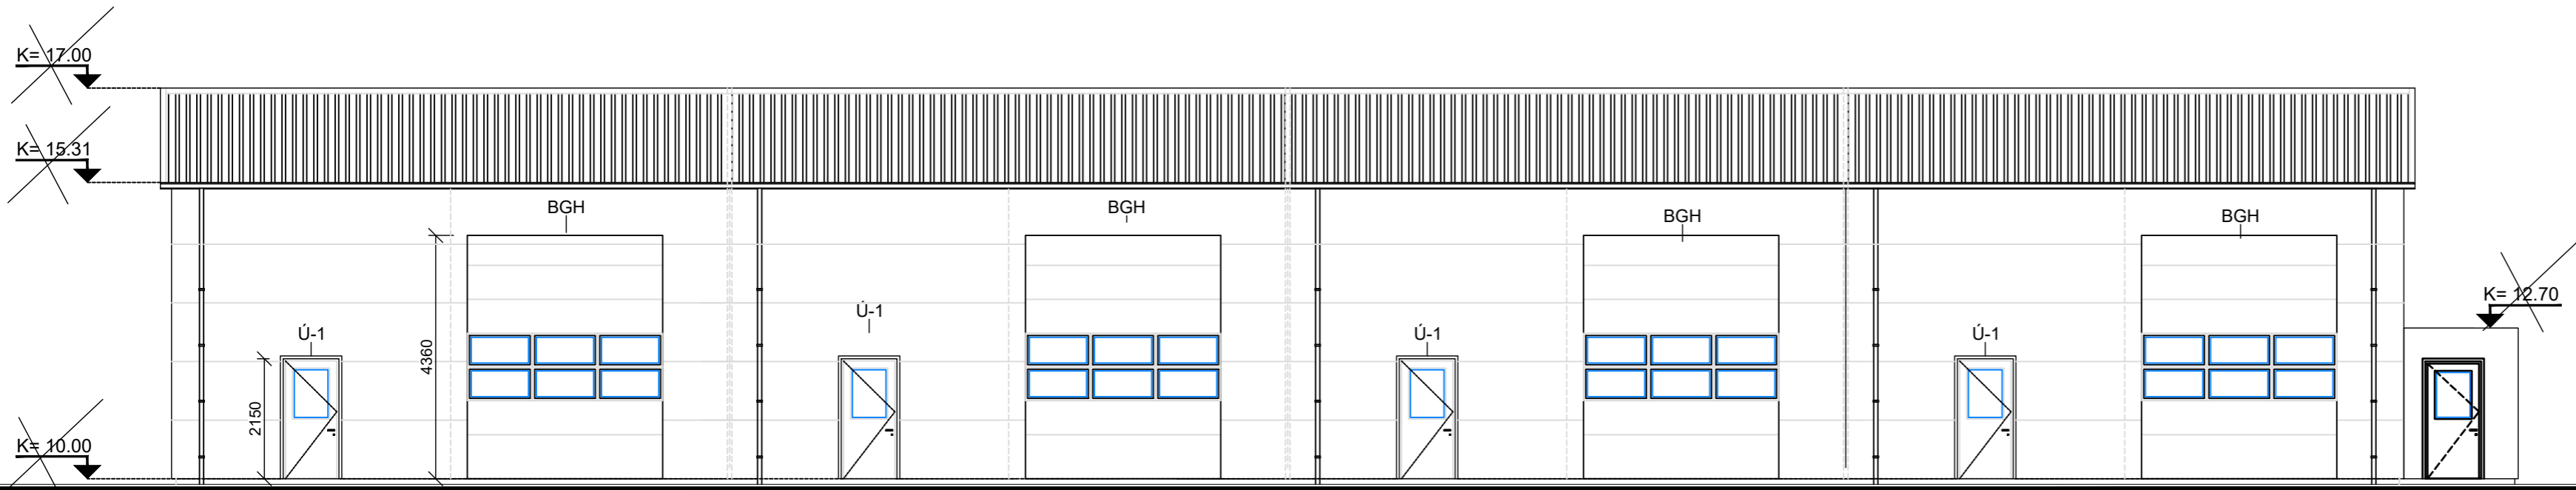 K= 17.00
K= 15.31
BGH
BGH
BGH
BGH
K= 12.70
Ú-1
Ú-1
Ú-1
Ú-1
4360
2150
K= 10.00